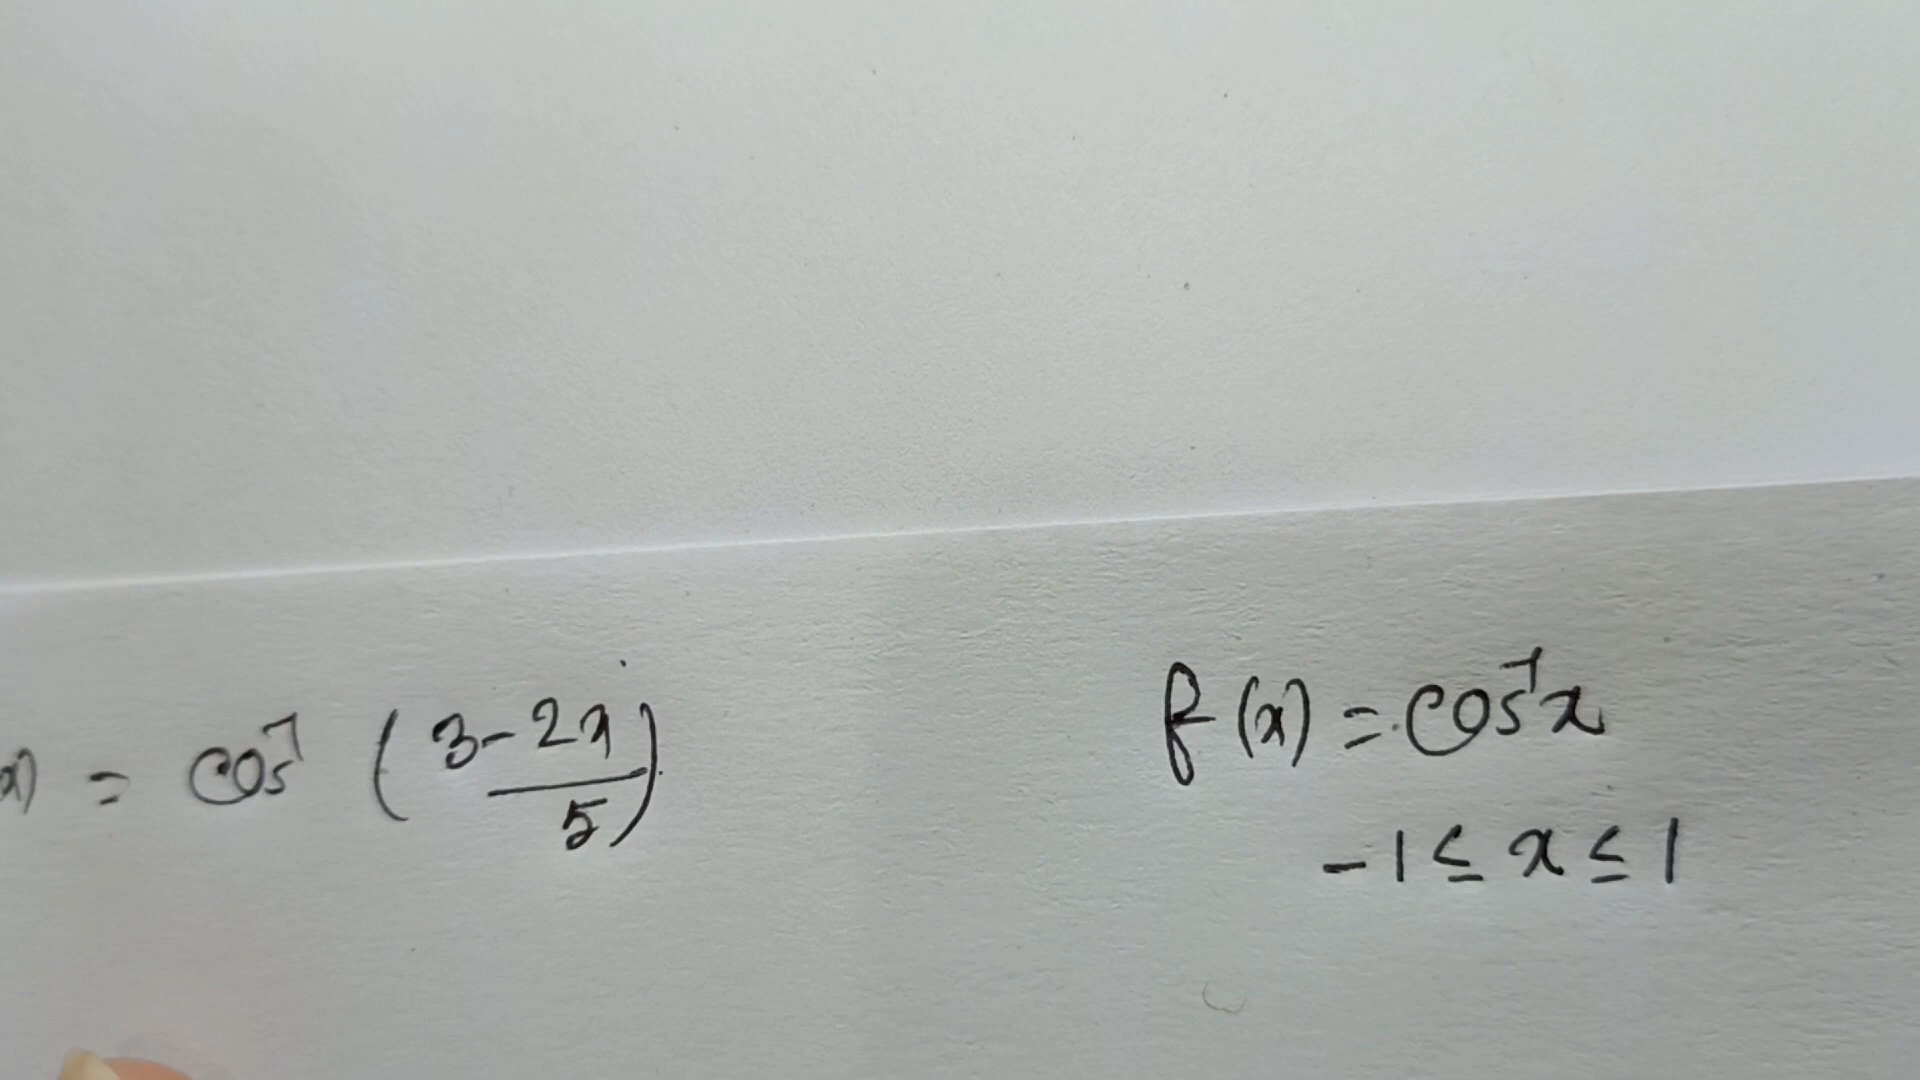 x) = cos⁻¹ (3-2x/5)
f(x) = cos⁻¹x
-1 ≤ x ≤ 1